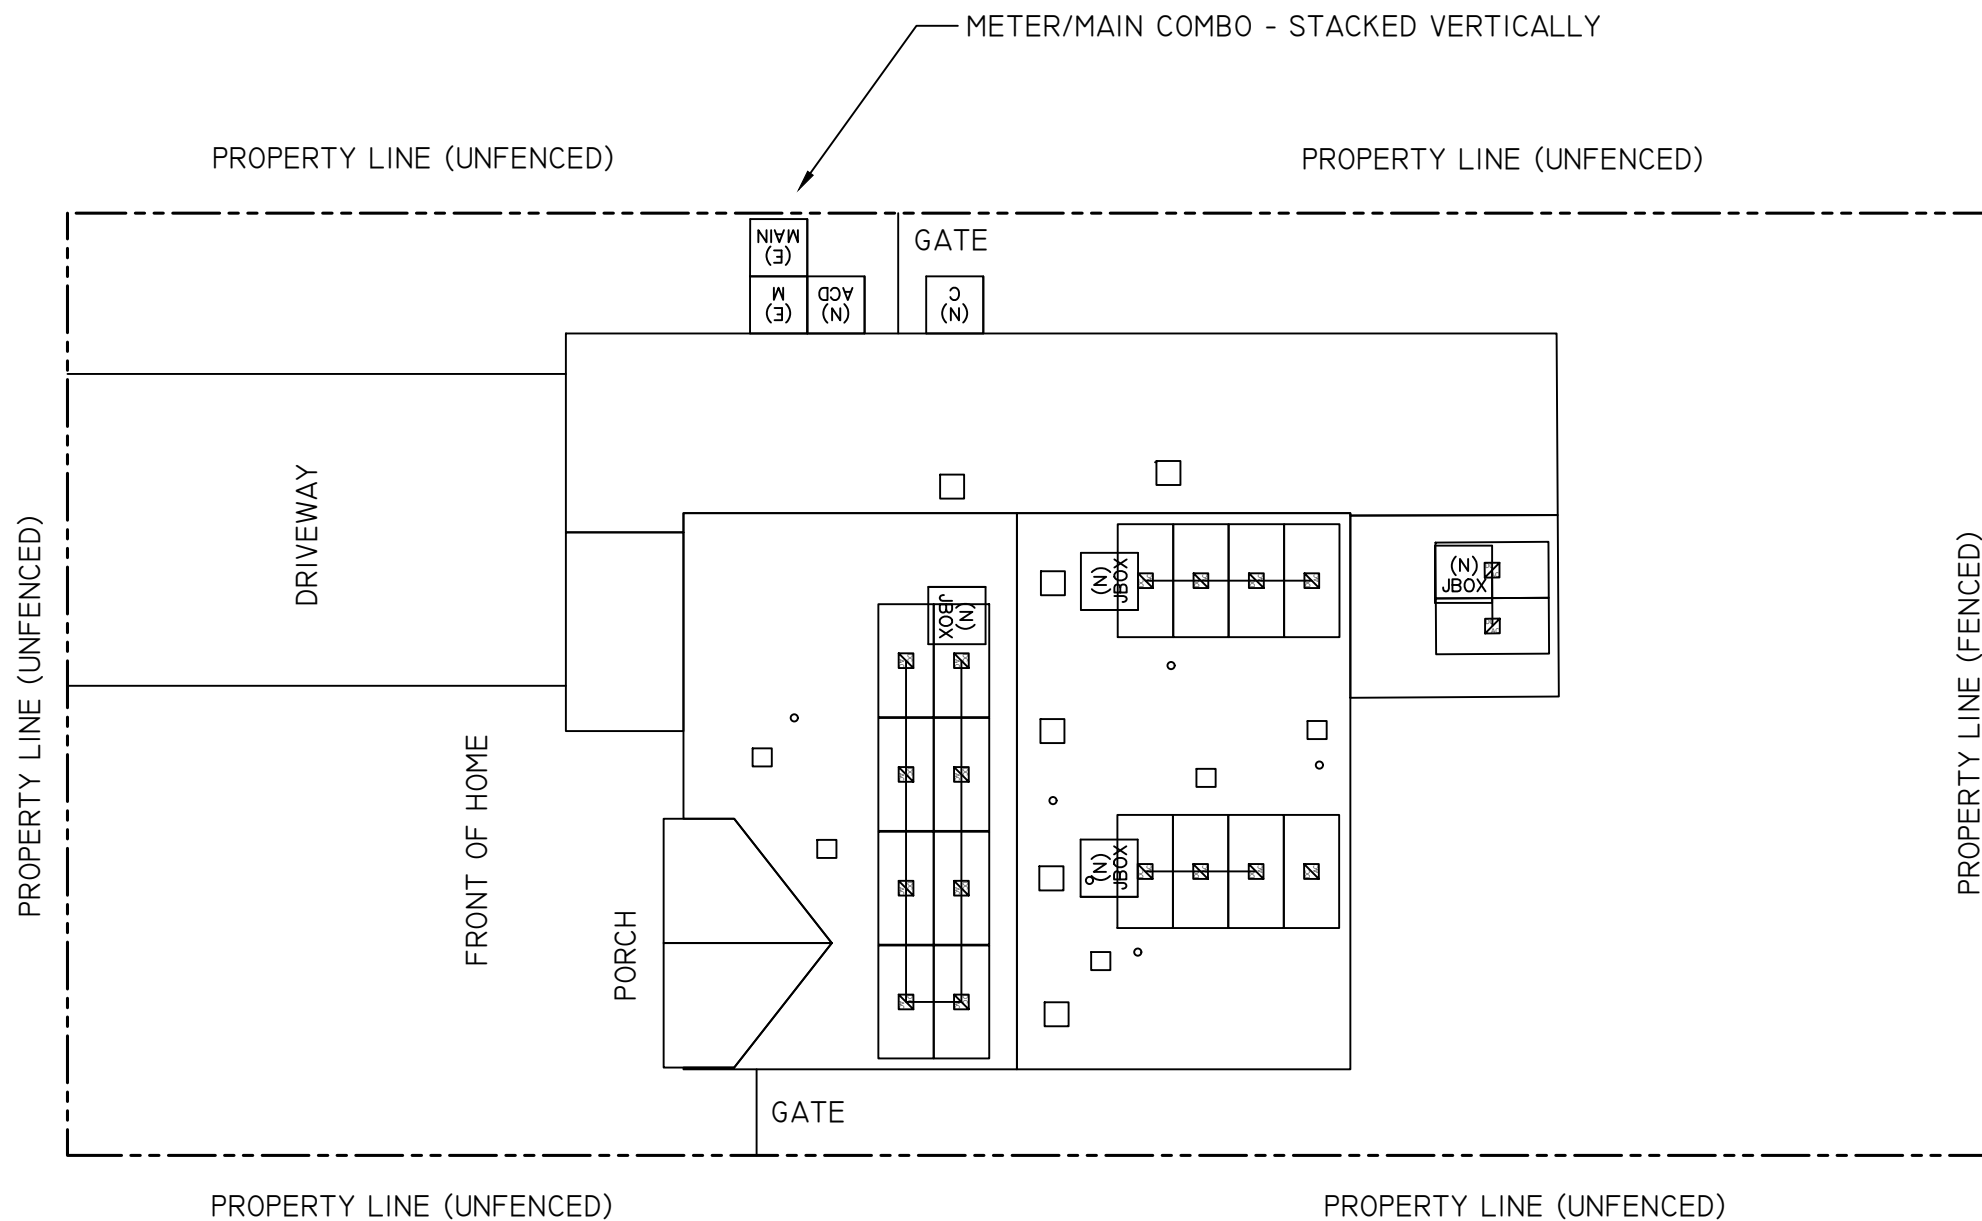 METER/MAIN COMBO - STACKED VERTICALLY
PROPERTY LINE (UNFENCED)
PROPERTY LINE (UNFENCED)
(E)
MAIN
GATE
(E)
M
(N)
ACD
(N)
C
DRIVEWAY
PROPERTY LINE (UNFENCED)
PROPERTY LINE (FENCED)
(N)
JBOX
(N)
JBOX
(N)
JBOX
FRONT OF HOME
(N)
JBOX
PORCH
GATE
PROPERTY LINE (UNFENCED)
PROPERTY LINE (UNFENCED)